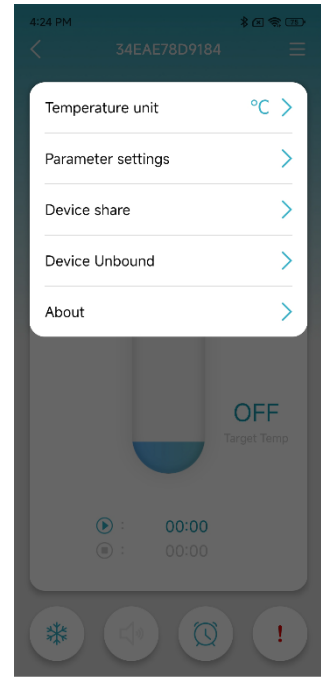 4:24 PM
34EAE78D9184
Temperature unit °C
Parameter settings
Device share
Device Unbound
About
OFF
Target Temp
: 00:00
: 00:00
!